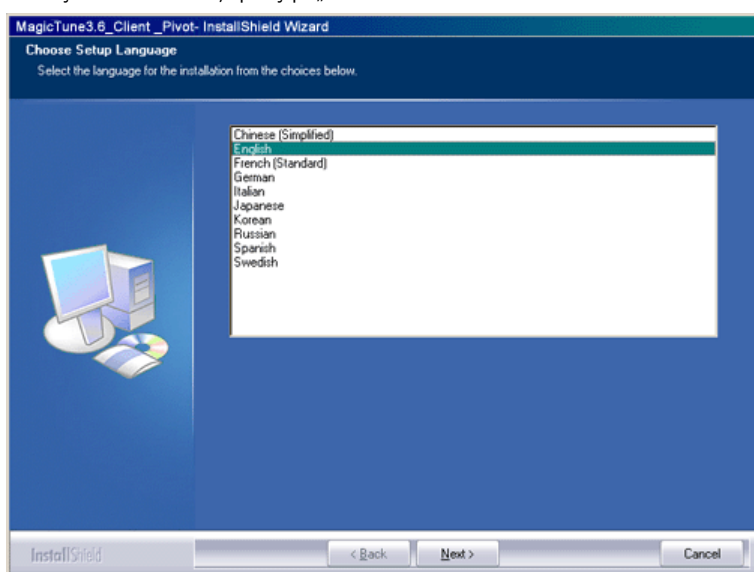 MagicTune3.6_Client _Pivot- InstallShield Wizard
Choose Setup Language
Select the language for the installation from the choices below.
Chinese (Simplified)
English
French (Standard)
German
Italian
Japanese
Korean
Russian
Spanish
Swedish
InstallShield
< Back
Next >
Cancel